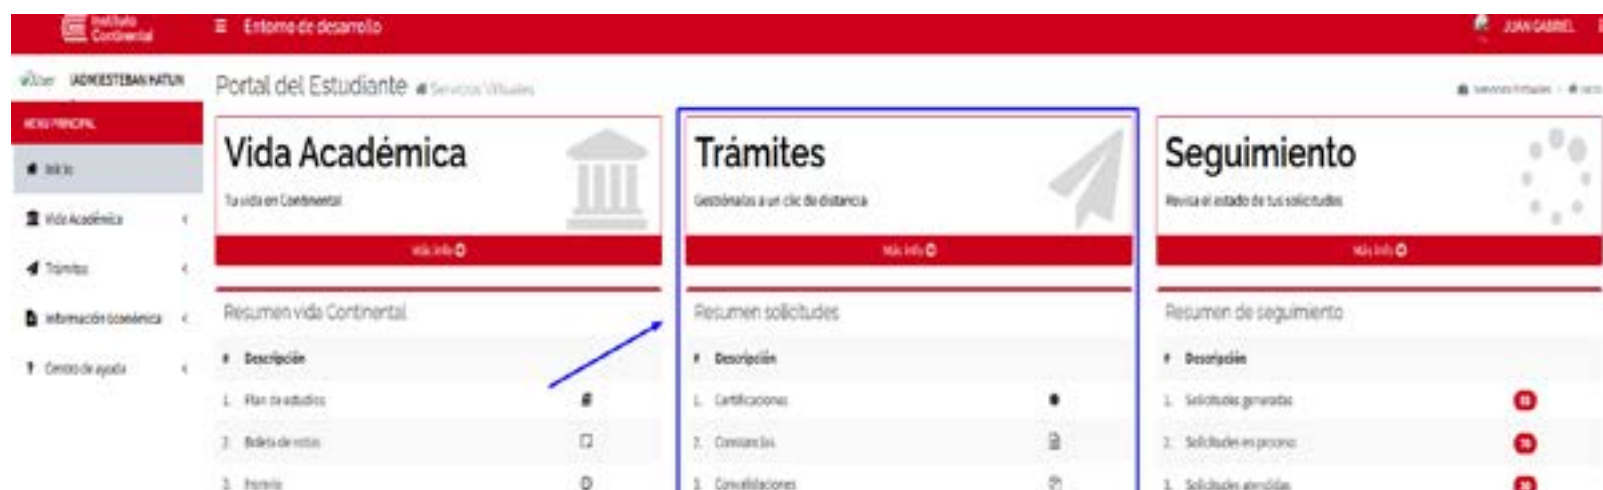 Instituto
Continental
Entorno de desarrollo
JUAN GABRIEL
Portal del Estudiante Servicios Virtuales
Servicios Virtuales
MENU PRINCIPAL
Inicio
Vida Académica
Trámites
Información económica
Centro de ayuda
Vida Académica
Tu vida en Continental
Más info
Resumen vida Continental
# Descripción
1. Plan de estudios
2. Boleta de notas
3. Horario
Trámites
Gestiónalos a un clic de distancia
Más info
Resumen solicitudes
# Descripción
1. Certificaciones
2. Constancias
3. Convalidaciones
Seguimiento
Revisa el estado de tus solicitudes
Más info
Resumen de seguimiento
# Descripción
1. Solicitudes generadas
2. Solicitudes en proceso
3. Solicitudes atendidas